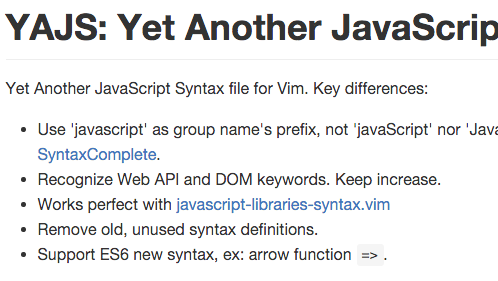 YAJS: Yet Another JavaScrip
Yet Another JavaScript Syntax file for Vim. Key differences:
Use 'javascript' as group name's prefix, not 'javaScript' nor 'Java
SyntaxComplete.
Recognize Web API and DOM keywords. Keep increase.
Works perfect with javascript-libraries-syntax.vim
Remove old, unused syntax definitions.
Support ES6 new syntax, ex: arrow function =>.